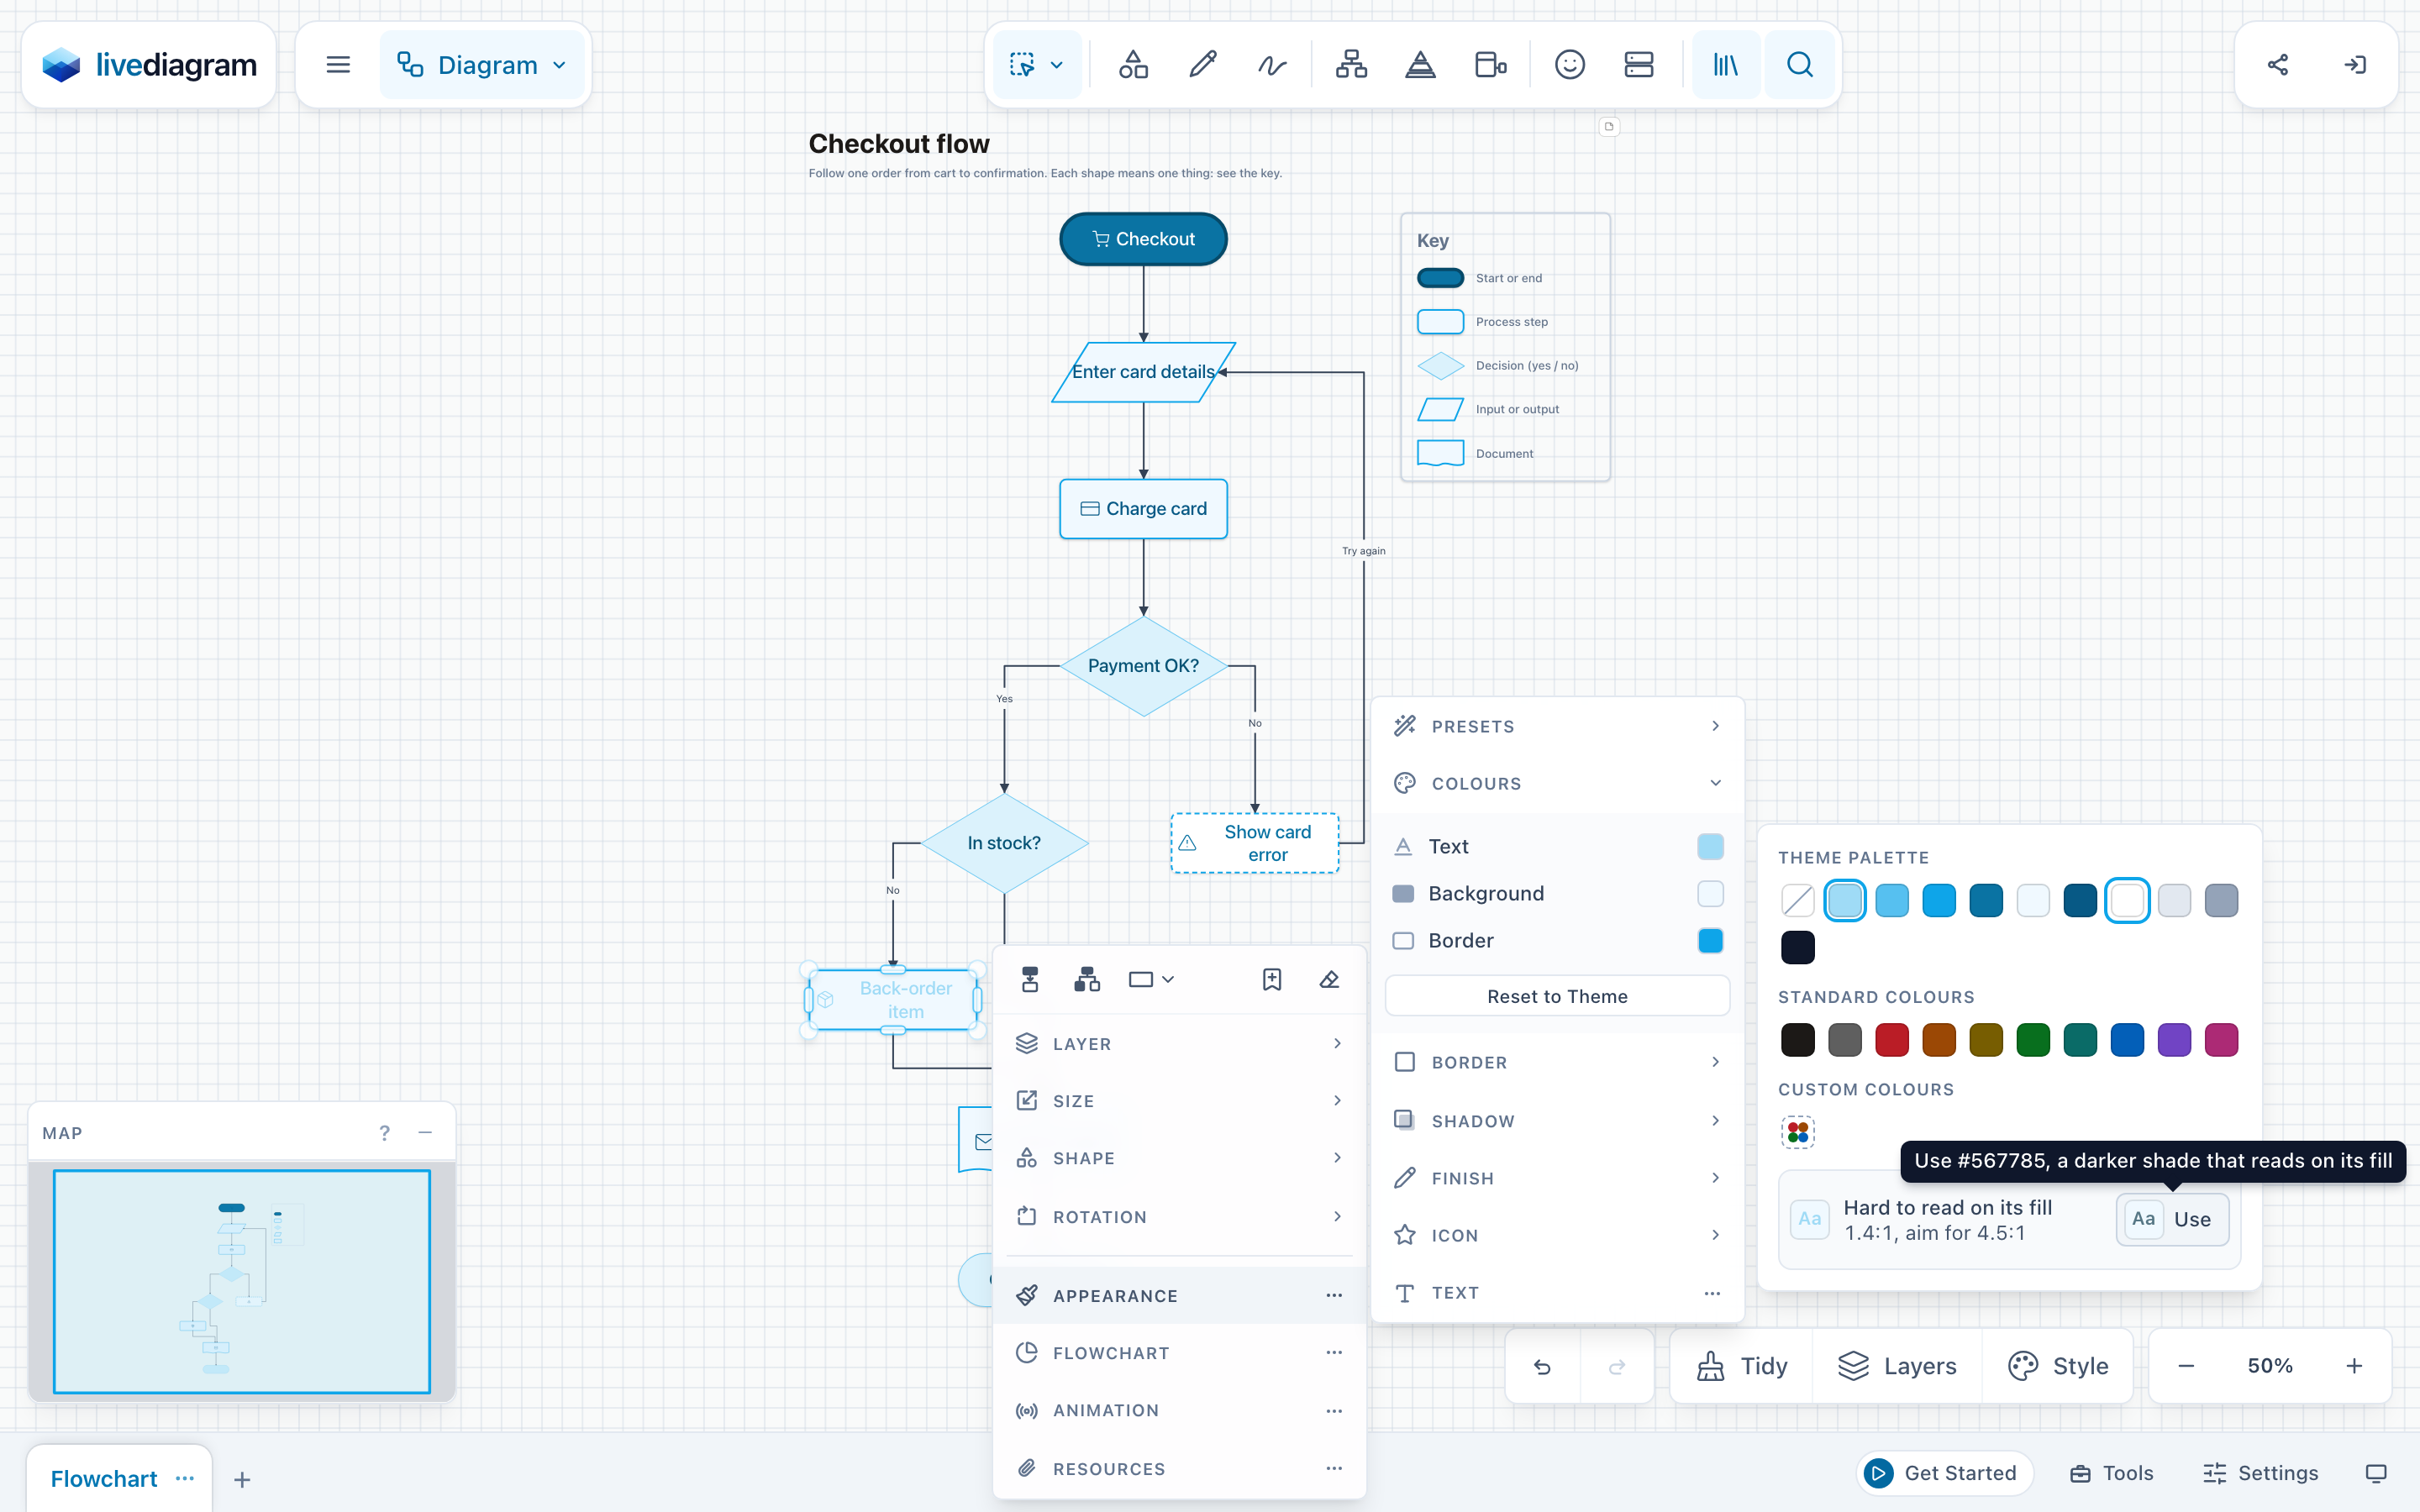 livediagram
Diagram
Checkout flow
Follow one order from cart to confirmation. Each shape means one thing: see the key.
Checkout
Key
Start or end
Process step
Decision (yes / no)
Input or output
Document
Enter card details
Charge card
Try again
Payment OK?
Yes
No
In stock?
Show card
error
No
Back-order
item
LAYER
SIZE
SHAPE
ROTATION
APPEARANCE
FLOWCHART
ANIMATION
RESOURCES
PRESETS
COLOURS
Text
Background
Border
Reset to Theme
BORDER
SHADOW
FINISH
ICON
TEXT
THEME PALETTE
STANDARD COLOURS
CUSTOM COLOURS
Use #567785, a darker shade that reads on its fill
Aa
Hard to read on its fill
1.4:1, aim for 4.5:1
Aa
Use
MAP
?
Tidy
Layers
Style
50%
Flowchart
Get Started
Tools
Settings